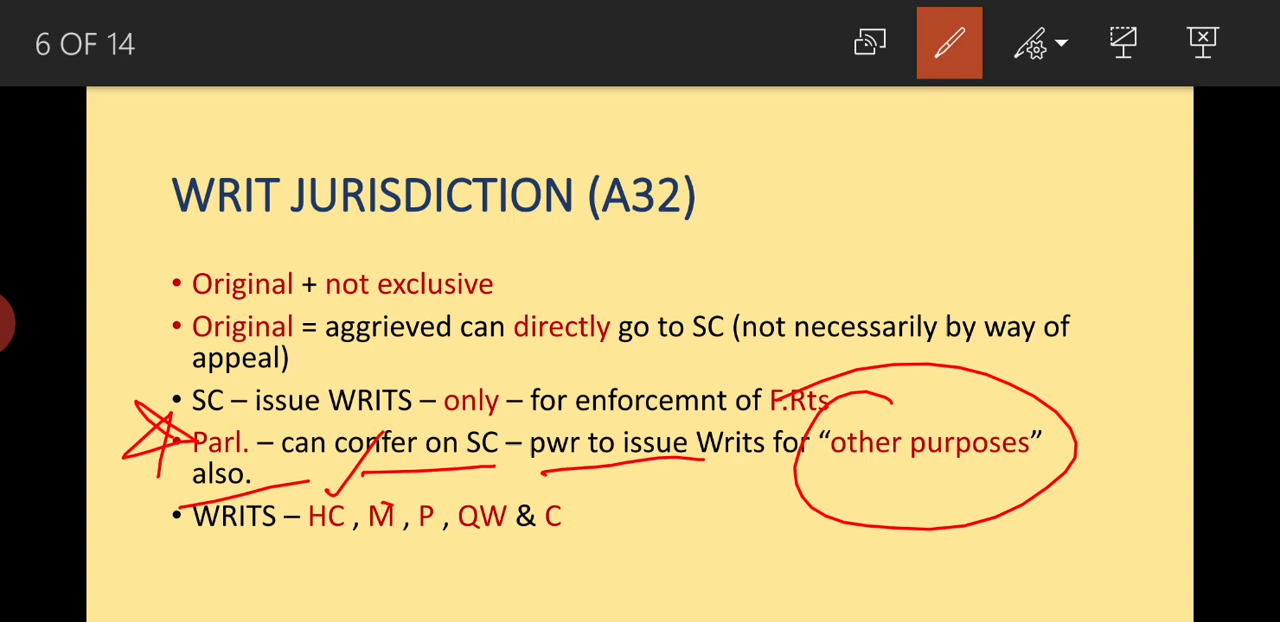 6 OF 14
WRIT JURISDICTION (A32)
• Original + not exclusive
• Original = aggrieved can directly go to SC (not necessarily by way of
appeal)
• SC – issue WRITS – only – for enforcemnt of F.Rts
• Parl. – can confer on SC – pwr to issue Writs for “other purposes”
also.
• WRITS – HC , M , P , QW & C